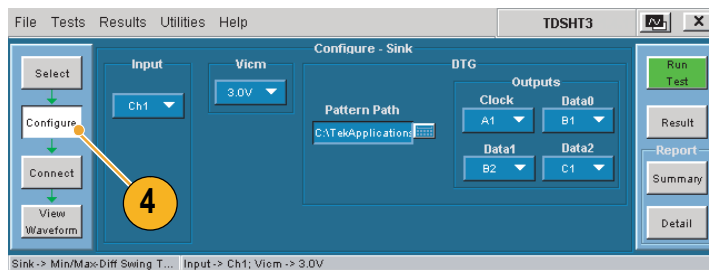 File Tests Results Utilities Help TDSHT3 X
Configure - Sink
Select
Configure
Connect
View
Waveform
4
Input
Ch1
Vicm
3.0V
DTG
Pattern Path
C:\TekApplications
Outputs
Clock Data0
A1 B1
Data1 Data2
B2 C1
Run
Test
Result
Report
Summary
Detail
Sink-> Min/Max-Diff Swing T... Input-> Ch1; Vicm -> 3.0V